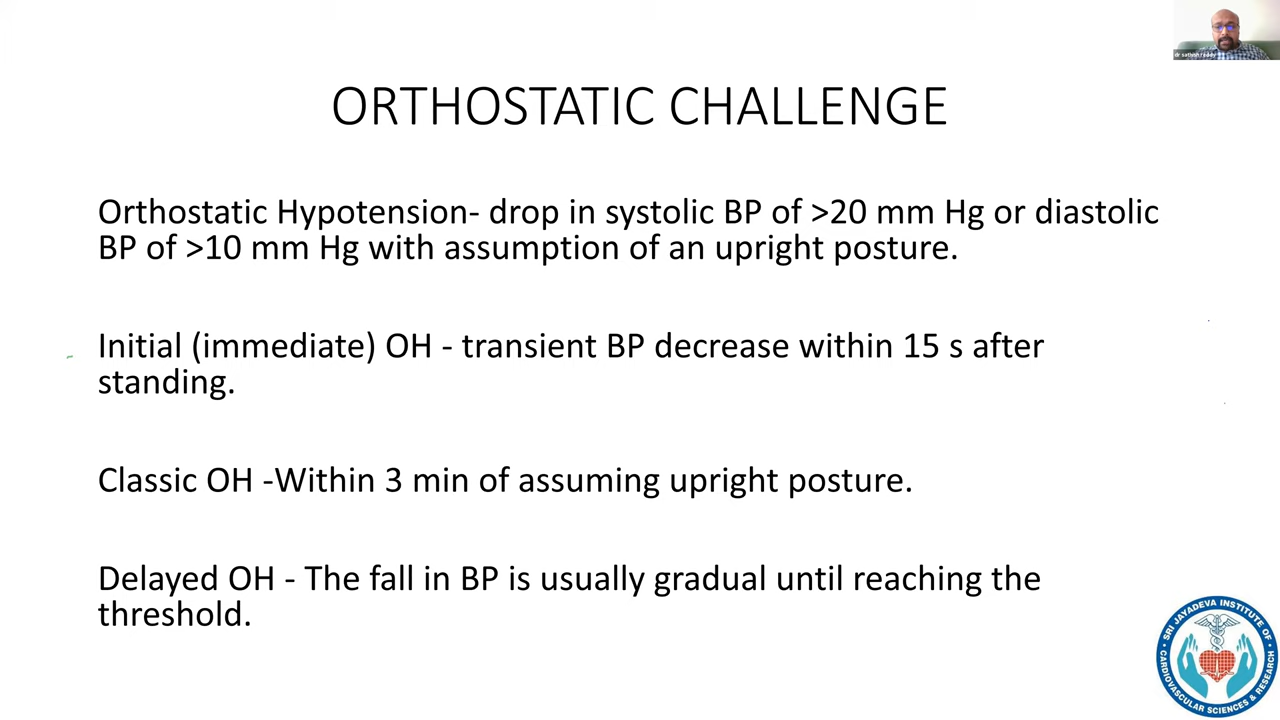 dr sathish reddy
ORTHOSTATIC CHALLENGE
Orthostatic Hypotension- drop in systolic BP of >20 mm Hg or diastolic
BP of >10 mm Hg with assumption of an upright posture.
Initial (immediate) OH - transient BP decrease within 15 s after
standing.
Classic OH -Within 3 min of assuming upright posture.
Delayed OH - The fall in BP is usually gradual until reaching the
threshold.
SRI JAYADEVA INSTITUTE OF
CARDIOVASCULAR SCIENCES & RESEARCH